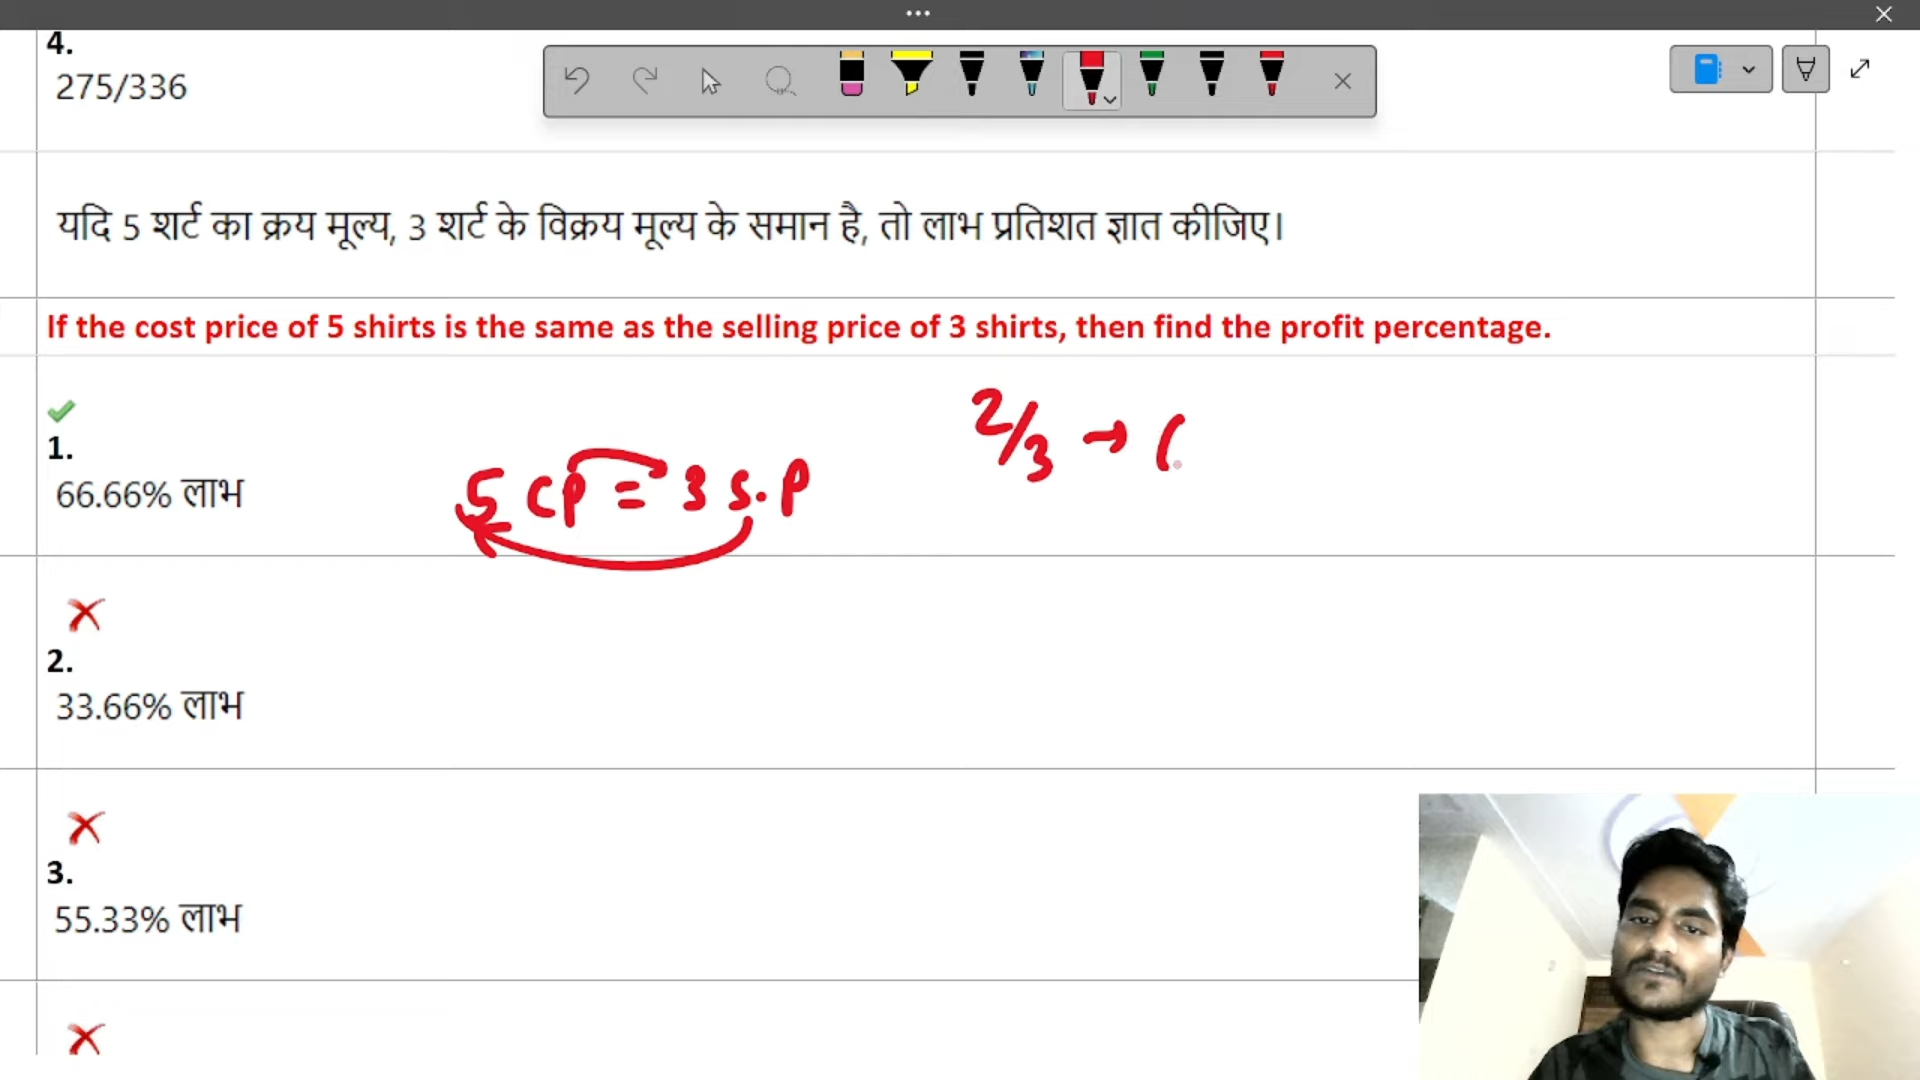 4.
275/336
यदि 5 शर्ट का क्रय मूल्य, 3 शर्ट के विक्रय मूल्य के समान है, तो लाभ प्रतिशत ज्ञात कीजिए।
If the cost price of 5 shirts is the same as the selling price of 3 shirts, then find the profit percentage.
2/3 → (
1.
66.66% लाभ
5 CP = 3 S.P
2.
33.66% लाभ
3.
55.33% लाभ